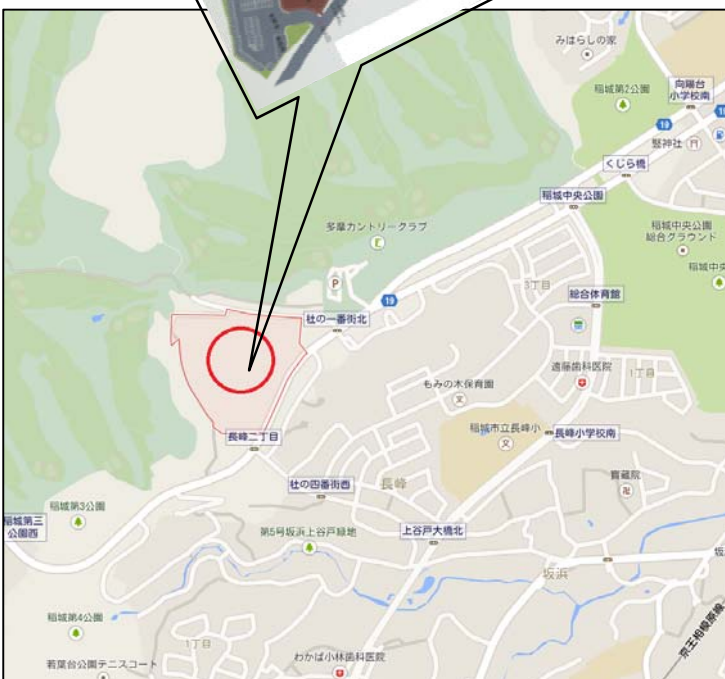 みはらしの家
稲城第2公園
向陽台
小学校南
19
竪神社
くじら橋
稲城中央公園
稲城中央公園
総合グラウンド
稲城中央
多摩カントリークラブ
P
19
3丁目
総合体育館
杜の一番街北
遠藤歯科医院
1丁目
もみの木保育園
文
稲城市立長峰小
文
長峰小学校南
長峰二丁目
杜の四番街西
長峰
寶蔵院
稲城第3公園
稲城第三
公園西
第5号坂浜上谷戸緑地
上谷戸大橋北
坂浜
稲城第4公園
1丁目
わかば小林歯科医院
若葉台公園テニスコート
京王相模原線